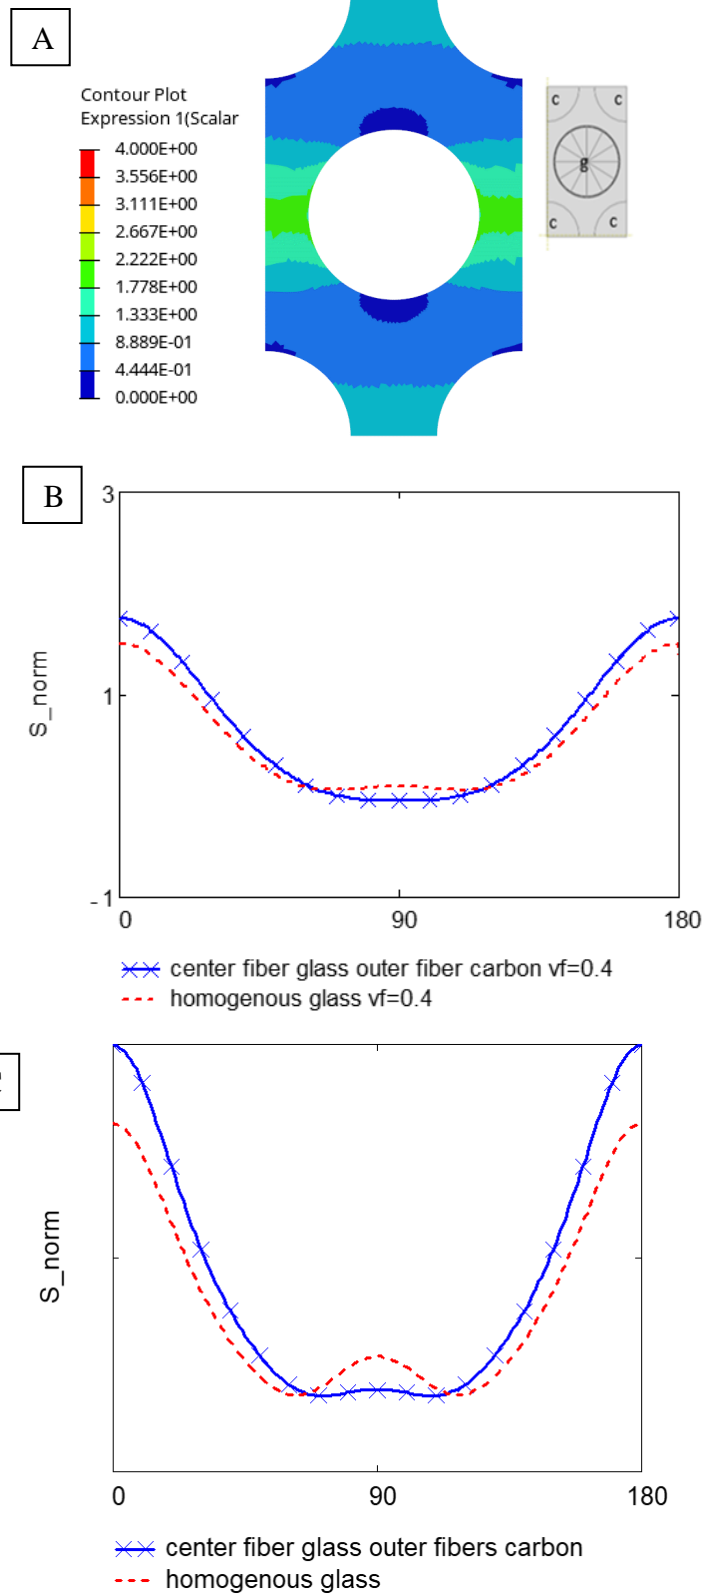 A
Contour Plot
Expression 1(Scalar
4.000E+00
3.556E+00
3.111E+00
2.667E+00
2.222E+00
1.778E+00
1.333E+00
8.889E-01
4.444E-01
0.000E+00
c c
g
c c
B
3
1
-1
S_norm
0 90 180
center fiber glass outer fiber carbon vf=0.4
homogenous glass vf=0.4
S_norm
0 90 180
center fiber glass outer fibers carbon
homogenous glass